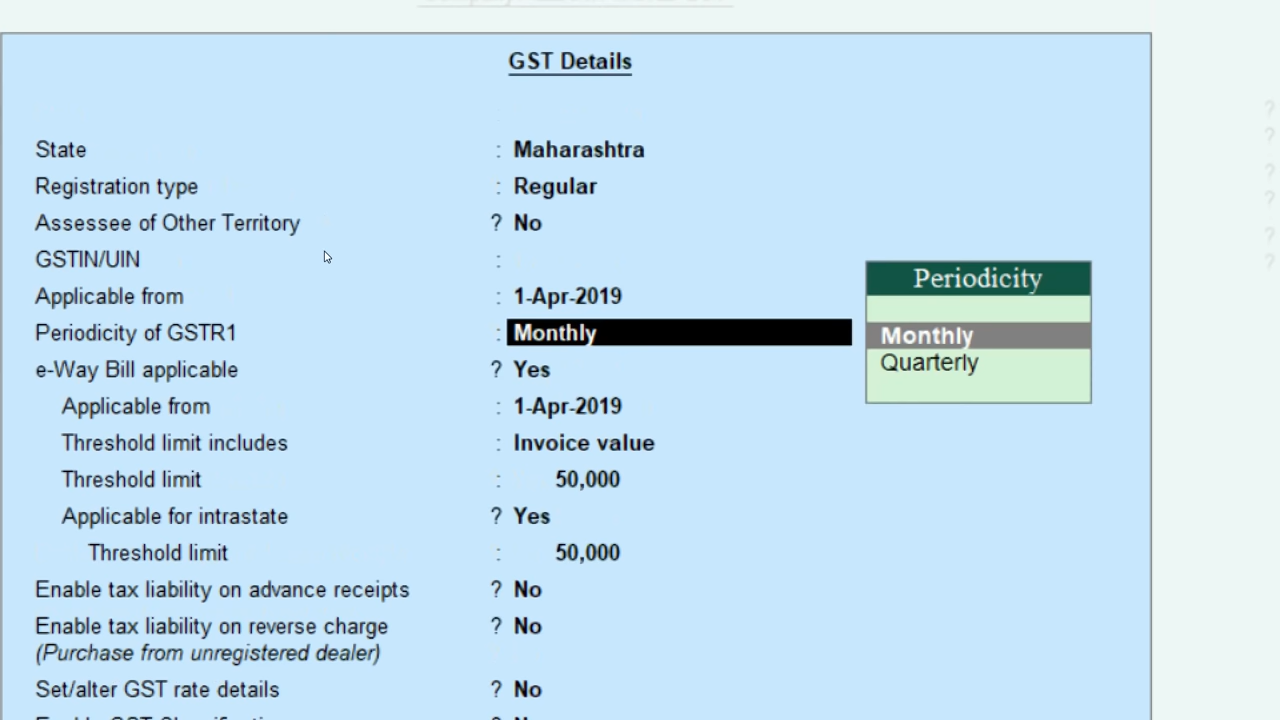 GST Details
State : Maharashtra
Registration type : Regular
Assessee of Other Territory ? No
GSTIN/UIN :
Applicable from : 1-Apr-2019
Periodicity of GSTR1 : Monthly
e-Way Bill applicable ? Yes
Applicable from : 1-Apr-2019
Threshold limit includes : Invoice value
Threshold limit : 50,000
Applicable for intrastate ? Yes
Threshold limit : 50,000
Enable tax liability on advance receipts ? No
Enable tax liability on reverse charge ? No
(Purchase from unregistered dealer)
Set/alter GST rate details ? No
Periodicity
Monthly
Quarterly
?
?
?
?
?
?